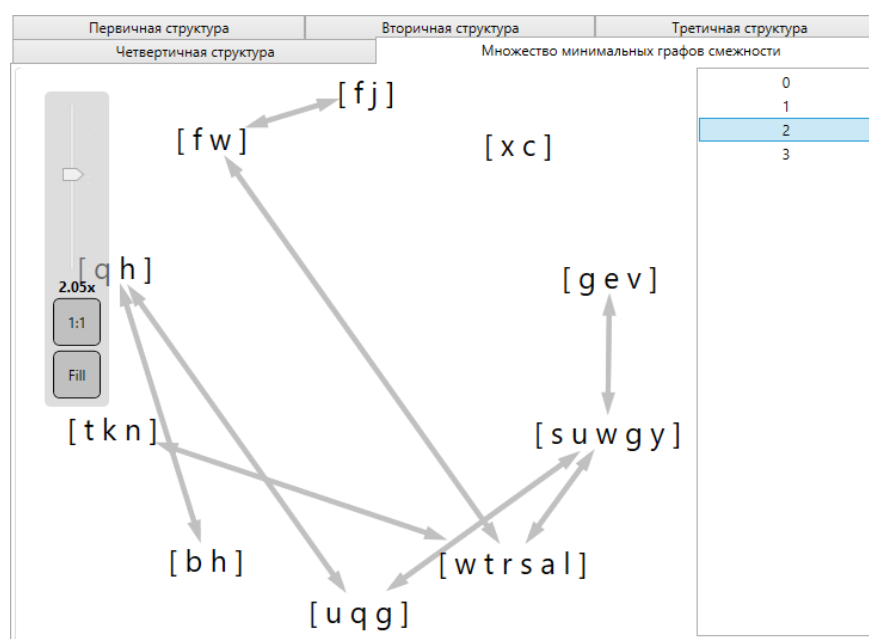 Первичная структура
Вторичная структура
Третичная структура
Четвертичная структура
Множество минимальных графов смежности
[ f j ]
[ f w ]
[ x c ]
[ q h ]
2.05x
1:1
Fill
[ g e v ]
[ t k n ]
[ s u w g y ]
[ b h ]
[ w t r s a l ]
[ u q g ]
0
1
2
3